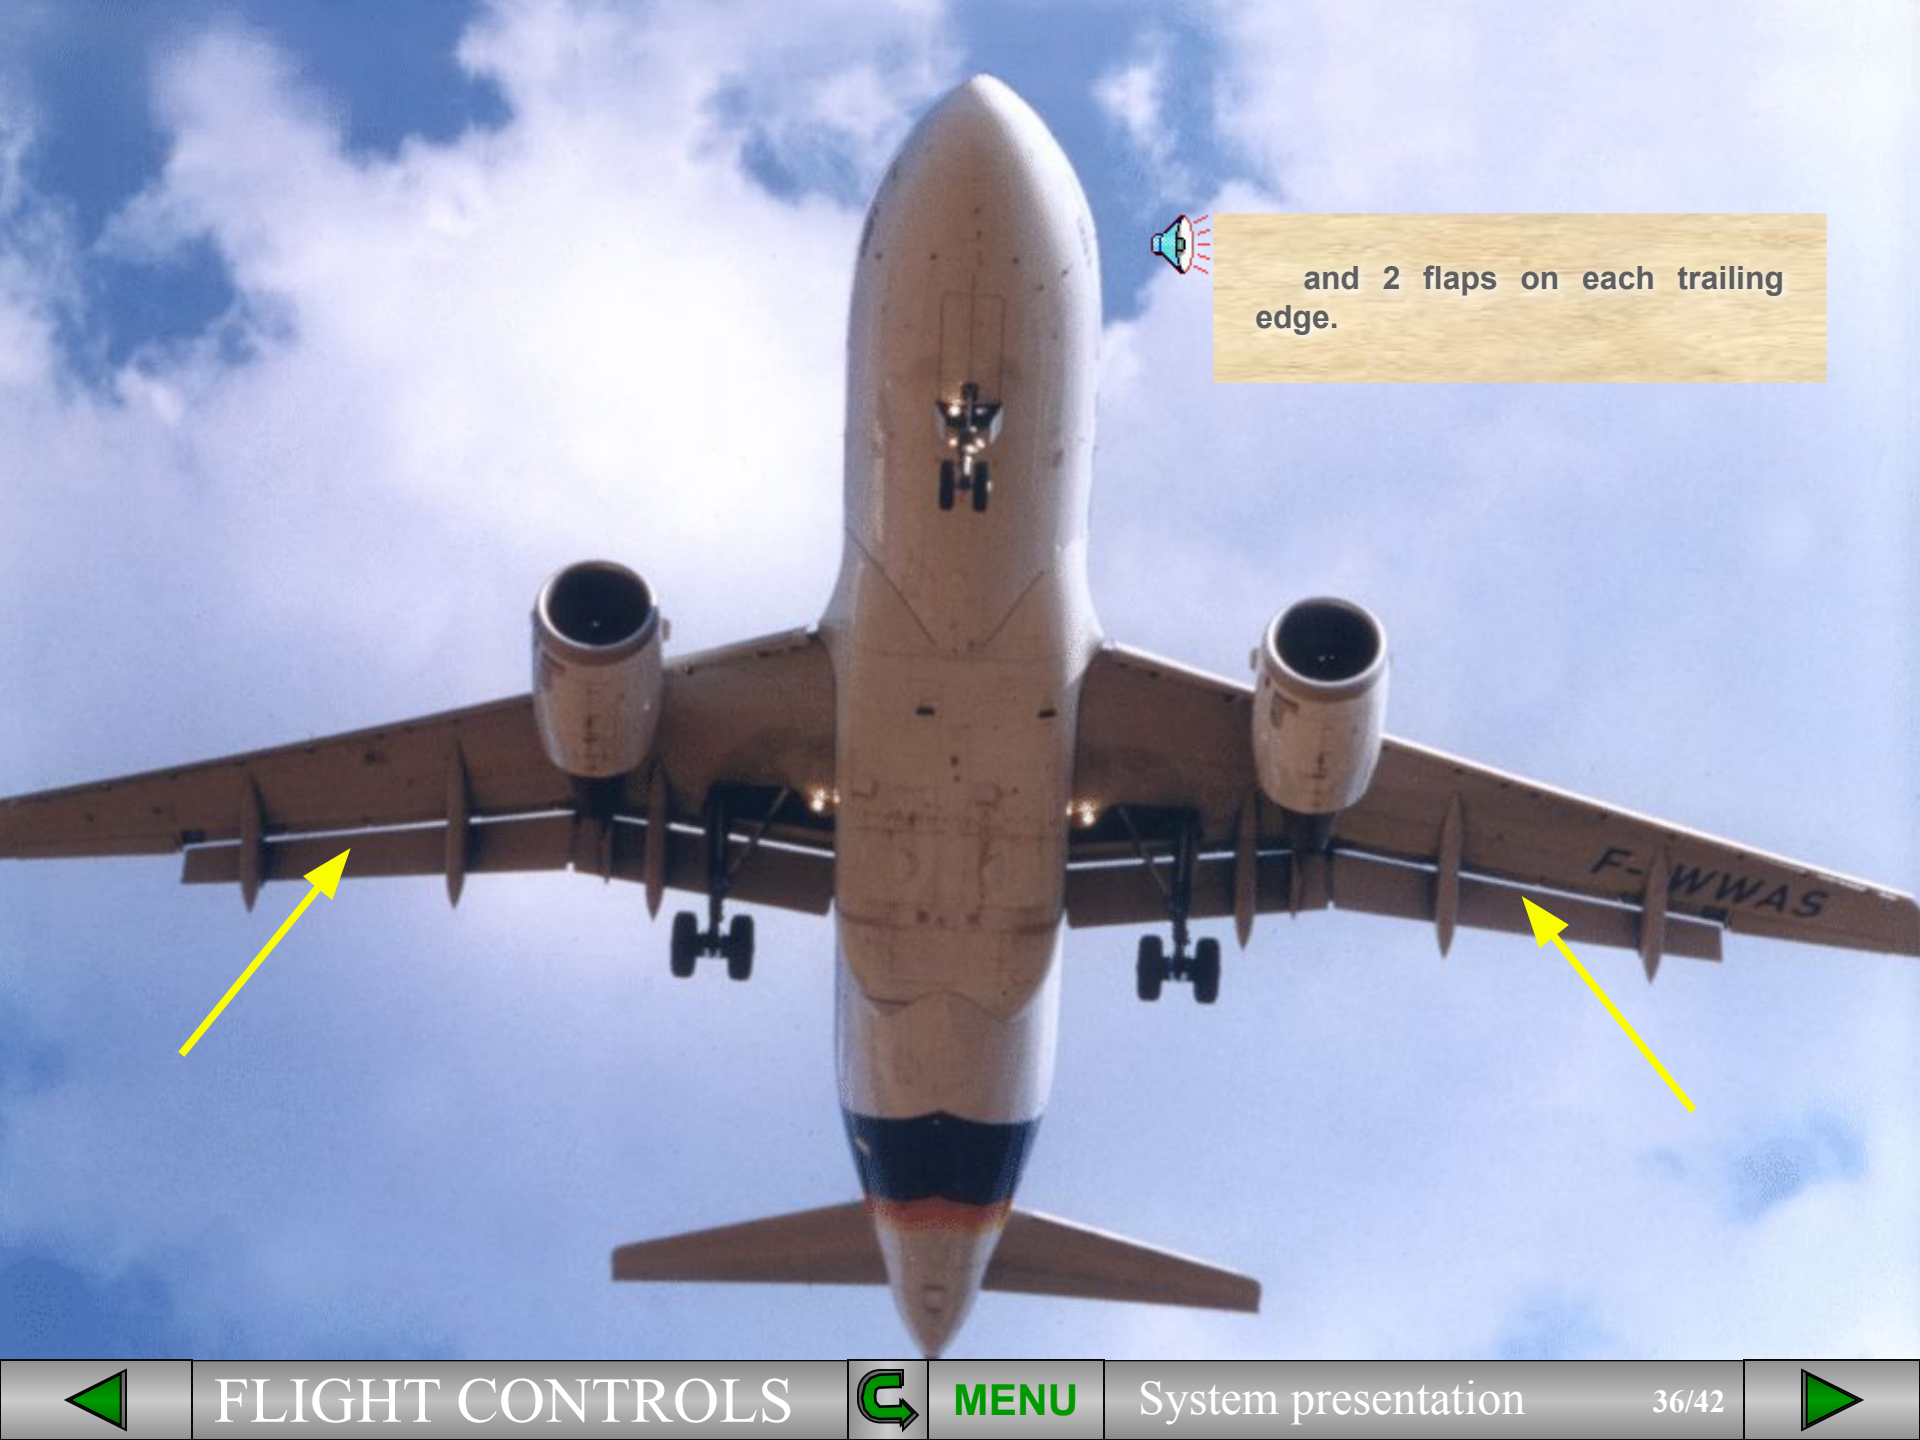 and 2 flaps on each trailing
edge.
F-WWAS
FLIGHT CONTROLS
MENU
System presentation
36/42